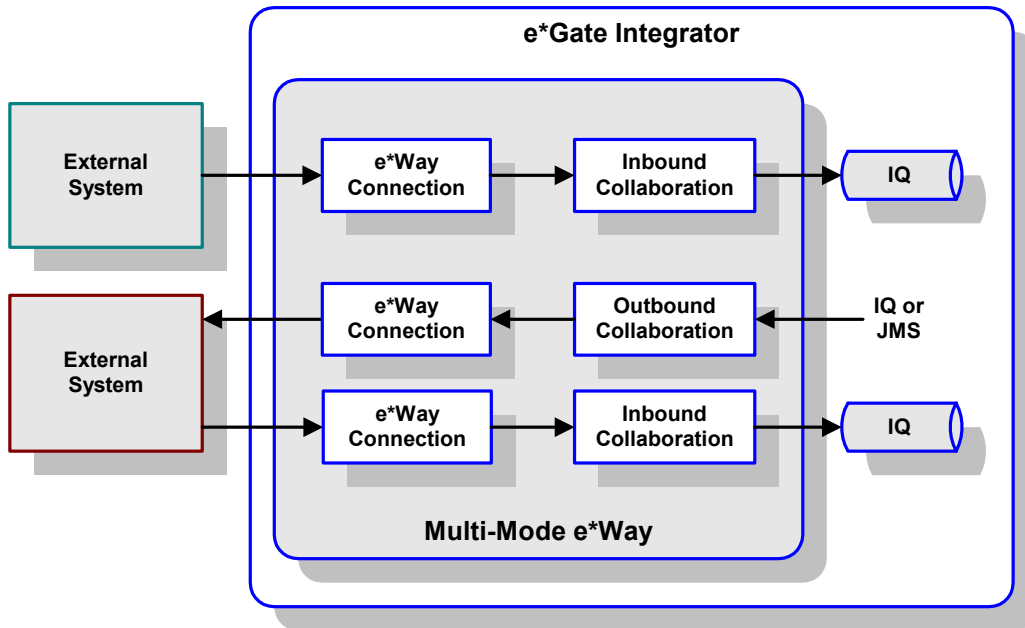 e*Gate Integrator
External
System
e*Way
Connection
Inbound
Collaboration
IQ
External
System
e*Way
Connection
Outbound
Collaboration
IQ or
JMS
e*Way
Connection
Inbound
Collaboration
IQ
Multi-Mode e*Way